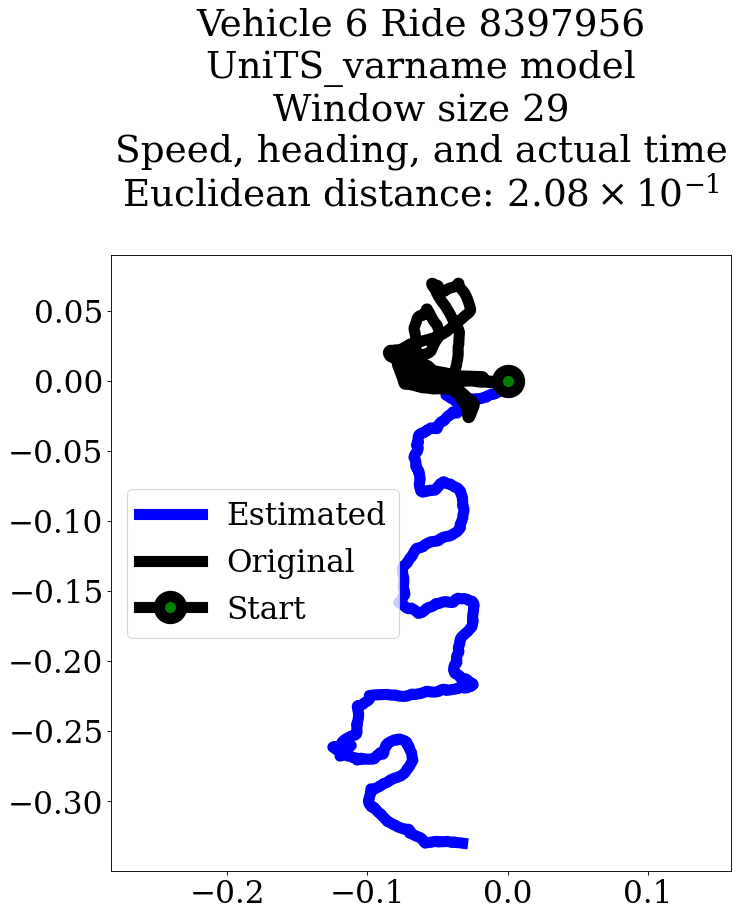 Vehicle 6 Ride 8397956
UniTS_varname model
Window size 29
Speed, heading, and actual time
Euclidean distance: 2.08 × 10⁻¹
0.05
0.00
−0.05
−0.10
−0.15
−0.20
−0.25
−0.30
Estimated
Original
Start
−0.2 −0.1 0.0 0.1